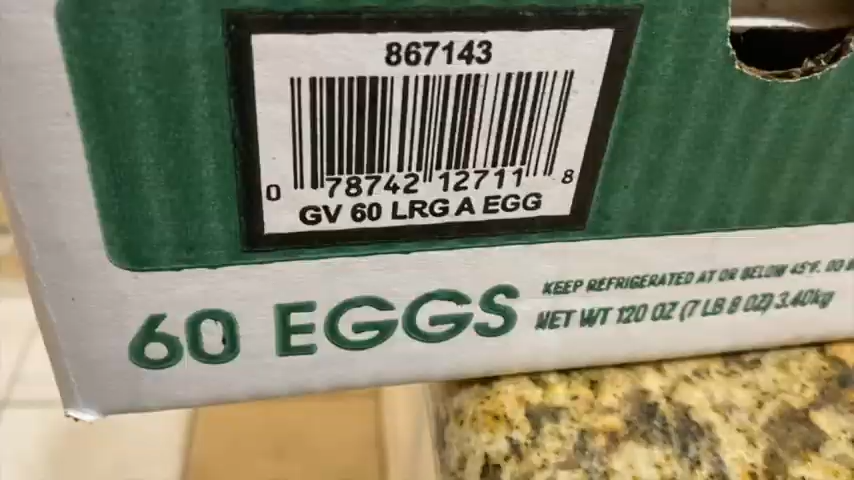 867143
0 78742 12711 8
GV 60 LRG A EGG
60 EGGS
KEEP REFRIGERATED AT OR BELOW 45°F.
NET WT 120 OZ (7 LB 8 OZ) 3.40kg